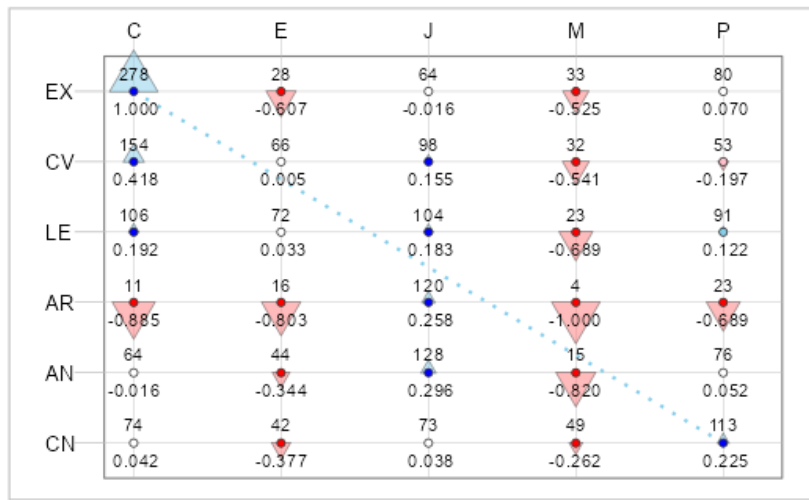 C E J M P
278 28 64 33 80
EX
1.000 -0.607 -0.016 -0.525 0.070
154 66 98 32 53
CV
0.418 0.005 0.155 -0.541 -0.197
106 72 104 23 91
LE
0.192 0.033 0.183 -0.689 0.122
11 16 120 4 23
AR
-0.885 -0.803 0.258 -1.000 -0.689
64 44 128 15 76
AN
-0.016 -0.344 0.296 -0.820 0.052
74 42 73 49 113
CN
0.042 -0.377 0.038 -0.262 0.225